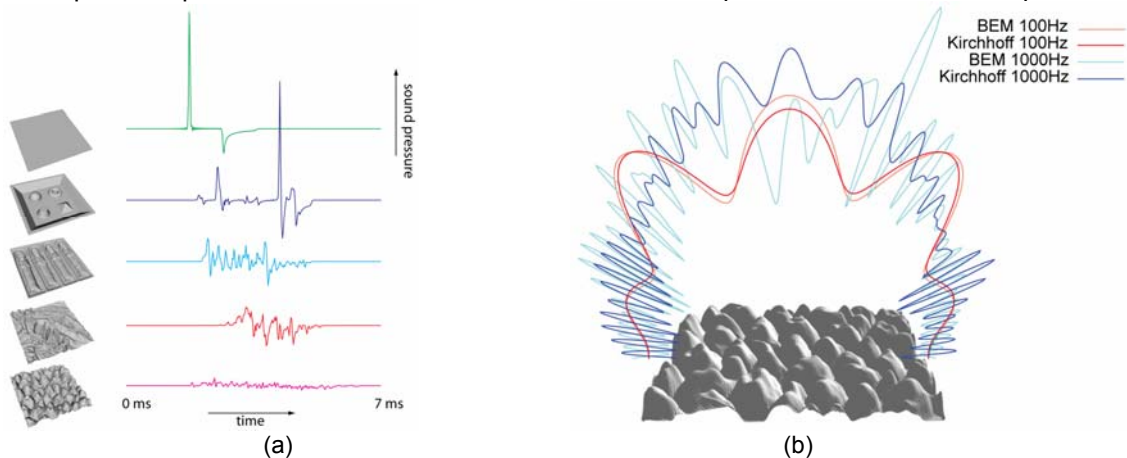 BEM 100Hz
Kirchhoff 100Hz
BEM 1000Hz
Kirchhoff 1000Hz
sound pressure
0 ms
time
7 ms
(a)
(b)